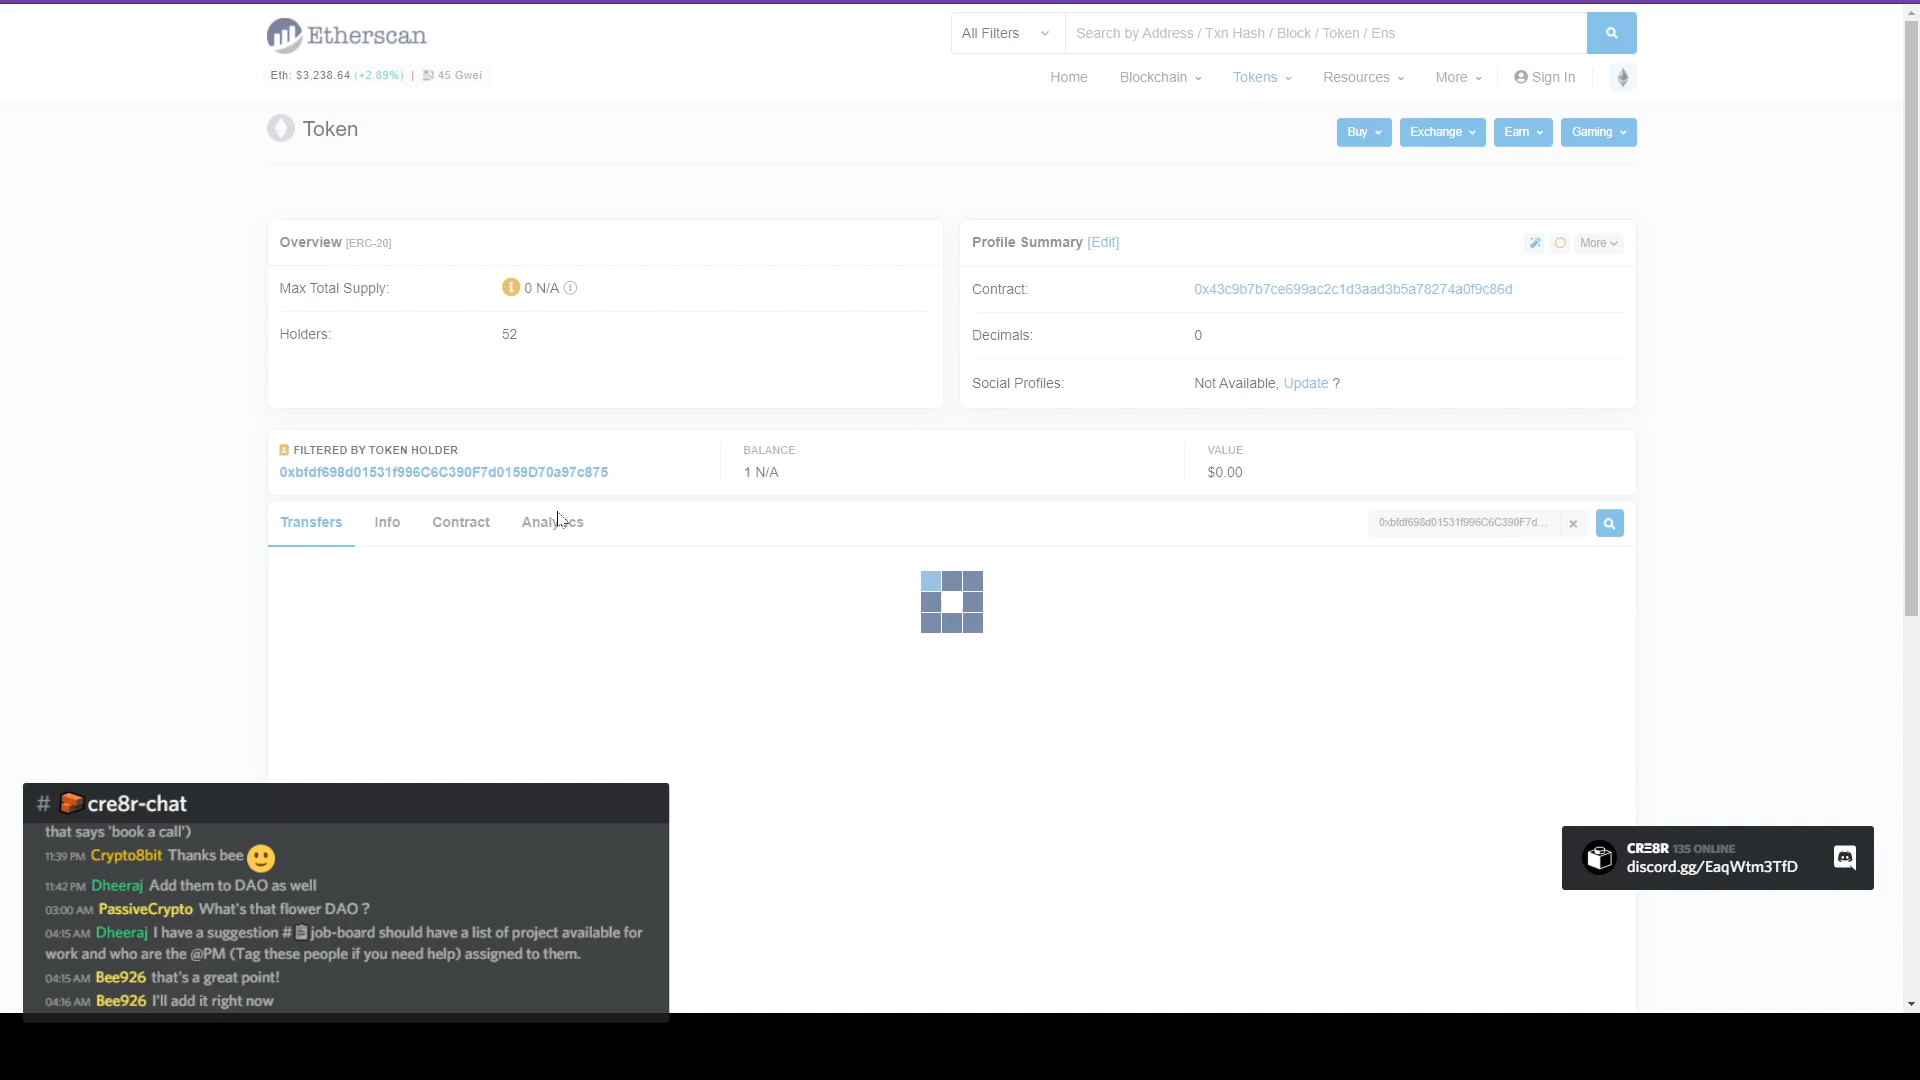 Etherscan
All Filters
Search by Address / Txn Hash / Block / Token / Ens
Eth: $3,238.64 (+2.89%) | 45 Gwei
Home Blockchain Tokens Resources More Sign In
Token
Buy Exchange Earn Gaming
Overview [ERC-20]
Max Total Supply: 0 N/A
Holders: 52
Profile Summary [Edit]
More
Contract: 0x43c9b7b7ce699ac2c1d3aad3b5a78274a0f9c86d
Decimals: 0
Social Profiles: Not Available, Update ?
FILTERED BY TOKEN HOLDER
0xbfdf698d01531f996C6C390F7d0159D70a97c875
BALANCE
1 N/A
VALUE
$0.00
Transfers Info Contract Analytics
0xbfdf698d01531f996C6C390F7d...
# cre8r-chat
that says 'book a call')
11:39 PM Crypto8bit Thanks bee
11:42 PM Dheeraj Add them to DAO as well
03:00 AM PassiveCrypto What's that flower DAO ?
04:15 AM Dheeraj I have a suggestion # job-board should have a list of project available for
work and who are the @PM (Tag these people if you need help) assigned to them.
04:15 AM Bee926 that's a great point!
04:16 AM Bee926 I'll add it right now
CRE8R 135 ONLINE
discord.gg/EaqWtm3TfD